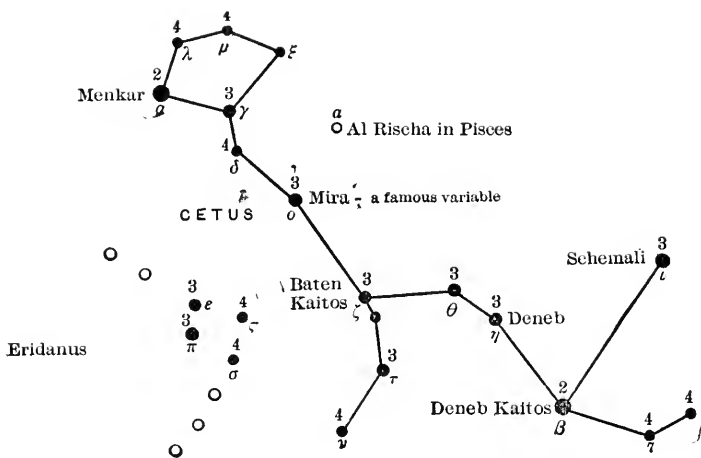 4 4
λ μ ξ
2
Menkar α
3
γ
a
Al Rischa in Pisces
4
δ
3
ο Mira a famous variable
CETUS
3
Schemali ι
Baten
Kaitos
3
ζ
3
θ
3
η Deneb
3
e
3
π
4
ς
4
σ
Eridanus
3
τ
4
ν
2
Deneb Kaitos
β
4
7
4